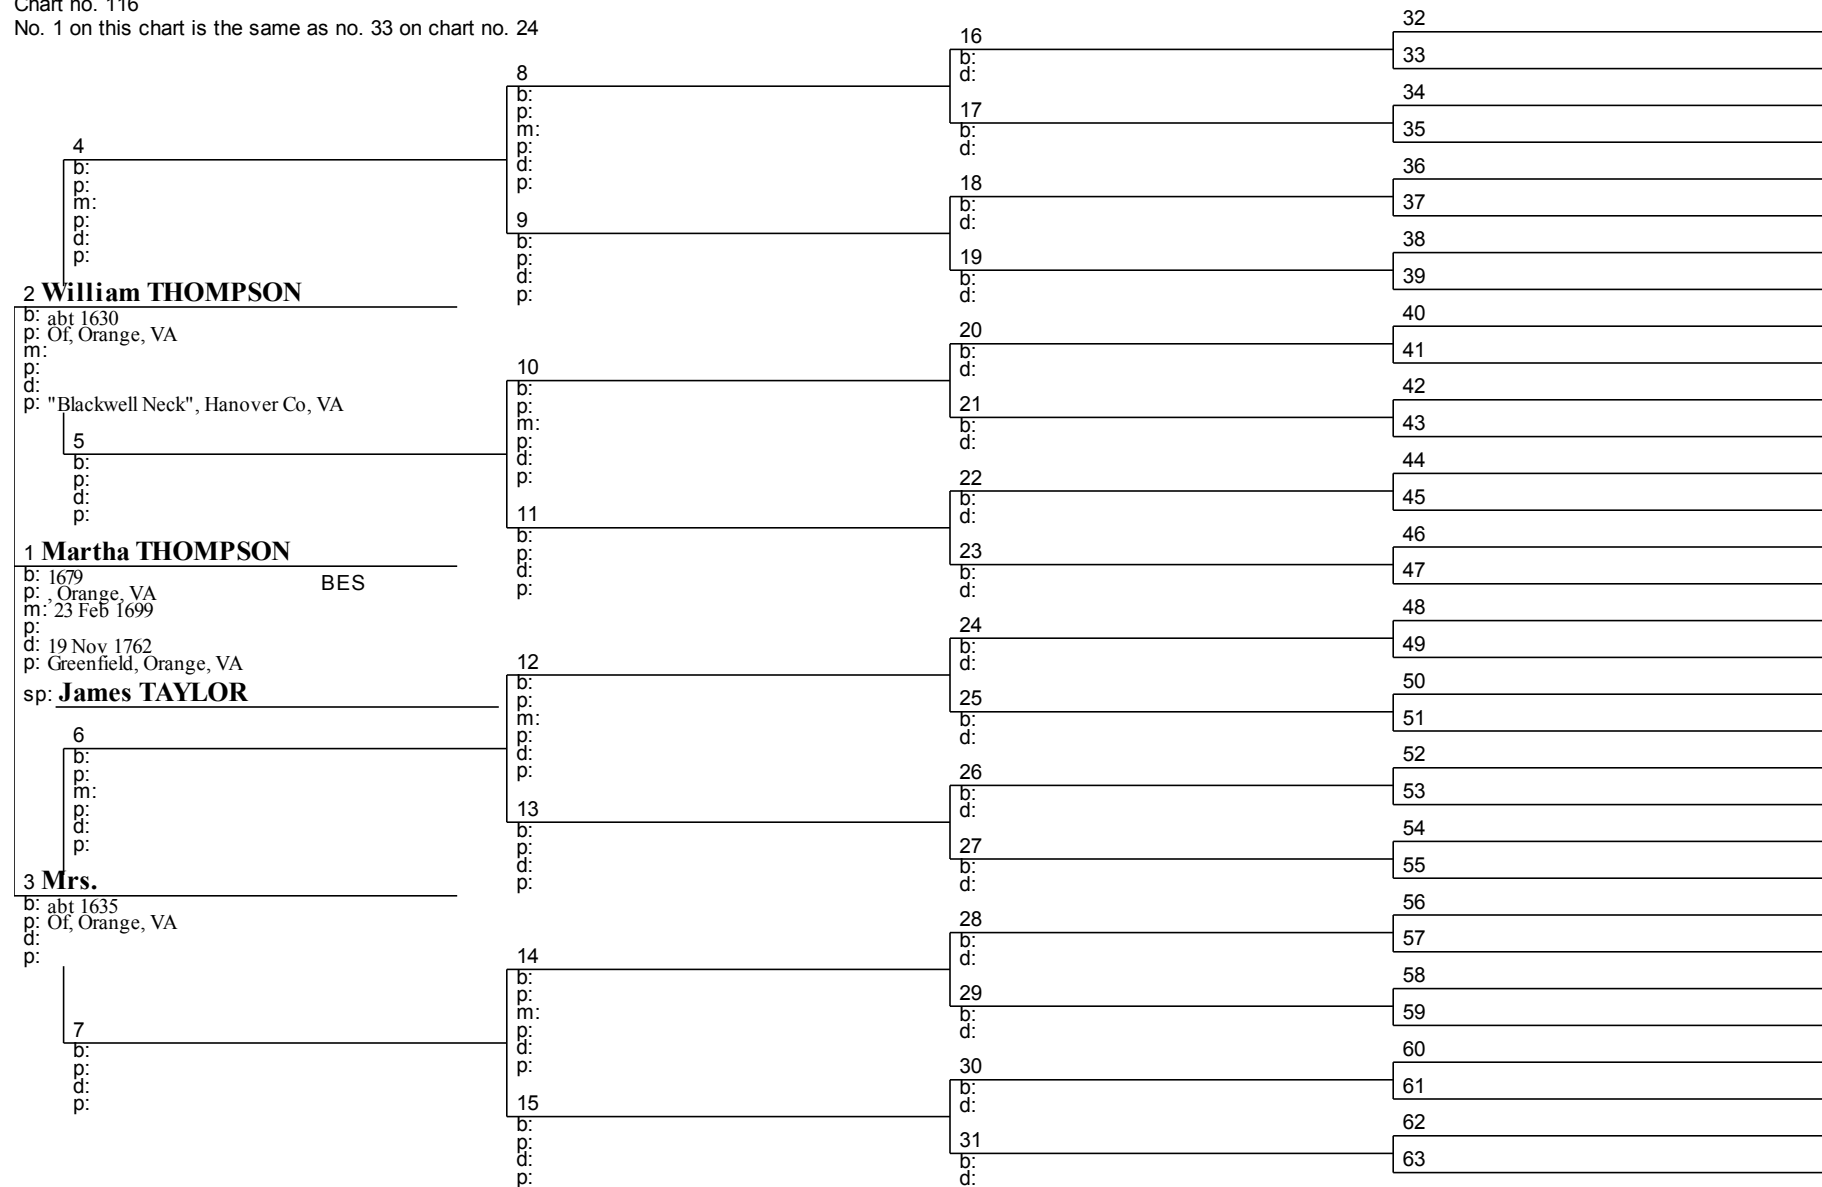 Chart no. 116
No. 1 on this chart is the same as no. 33 on chart no. 24
4
b:
p:
m:
p:
d:
p:
2 William THOMPSON
b: abt 1630
p: Of, Orange, VA
m:
p:
d:
p: "Blackwell Neck", Hanover Co, VA
5
b:
p:
d:
p:
1 Martha THOMPSON
b: 1679
BES
p: , Orange, VA
m: 23 Feb 1699
p:
d: 19 Nov 1762
p: Greenfield, Orange, VA
sp: James TAYLOR
6
b:
p:
m:
p:
d:
p:
3 Mrs.
b: abt 1635
p: Of, Orange, VA
d:
p:
7
b:
p:
d:
p:
8
b:
p:
m:
p:
d:
p:
9
b:
p:
d:
p:
10
b:
p:
m:
p:
d:
p:
11
b:
p:
d:
p:
12
b:
p:
m:
p:
d:
p:
13
b:
p:
d:
p:
14
b:
p:
m:
p:
d:
p:
15
b:
p:
d:
p:
16
b:
d:
17
b:
d:
18
b:
d:
19
b:
d:
20
b:
d:
21
b:
d:
22
b:
d:
23
b:
d:
24
b:
d:
25
b:
d:
26
b:
d:
27
b:
d:
28
b:
d:
29
b:
d:
30
b:
d:
31
b:
d:
32
33
34
35
36
37
38
39
40
41
42
43
44
45
46
47
48
49
50
51
52
53
54
55
56
57
58
59
60
61
62
63